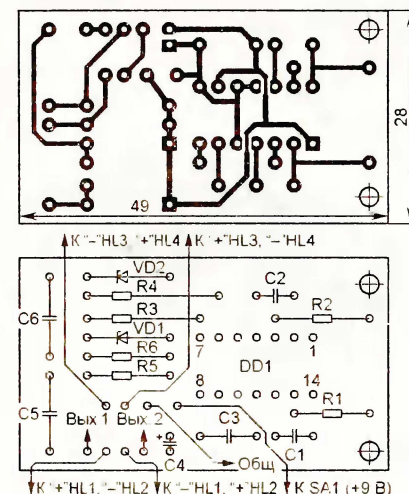 28
49
К "–"HL3, "+"HL4
К "+"HL3, "–"HL4
VD2
R4
C2
C6
R3
R2
VD1
7
1
R6
DD1
R5
8
14
C5
Вых 1
Вых. 2
R1
+
C3
C1
C4
Общ
К "+"HL1, "–"HL2
К "–"HL1, "+"HL2
К SA1 (+9 В)